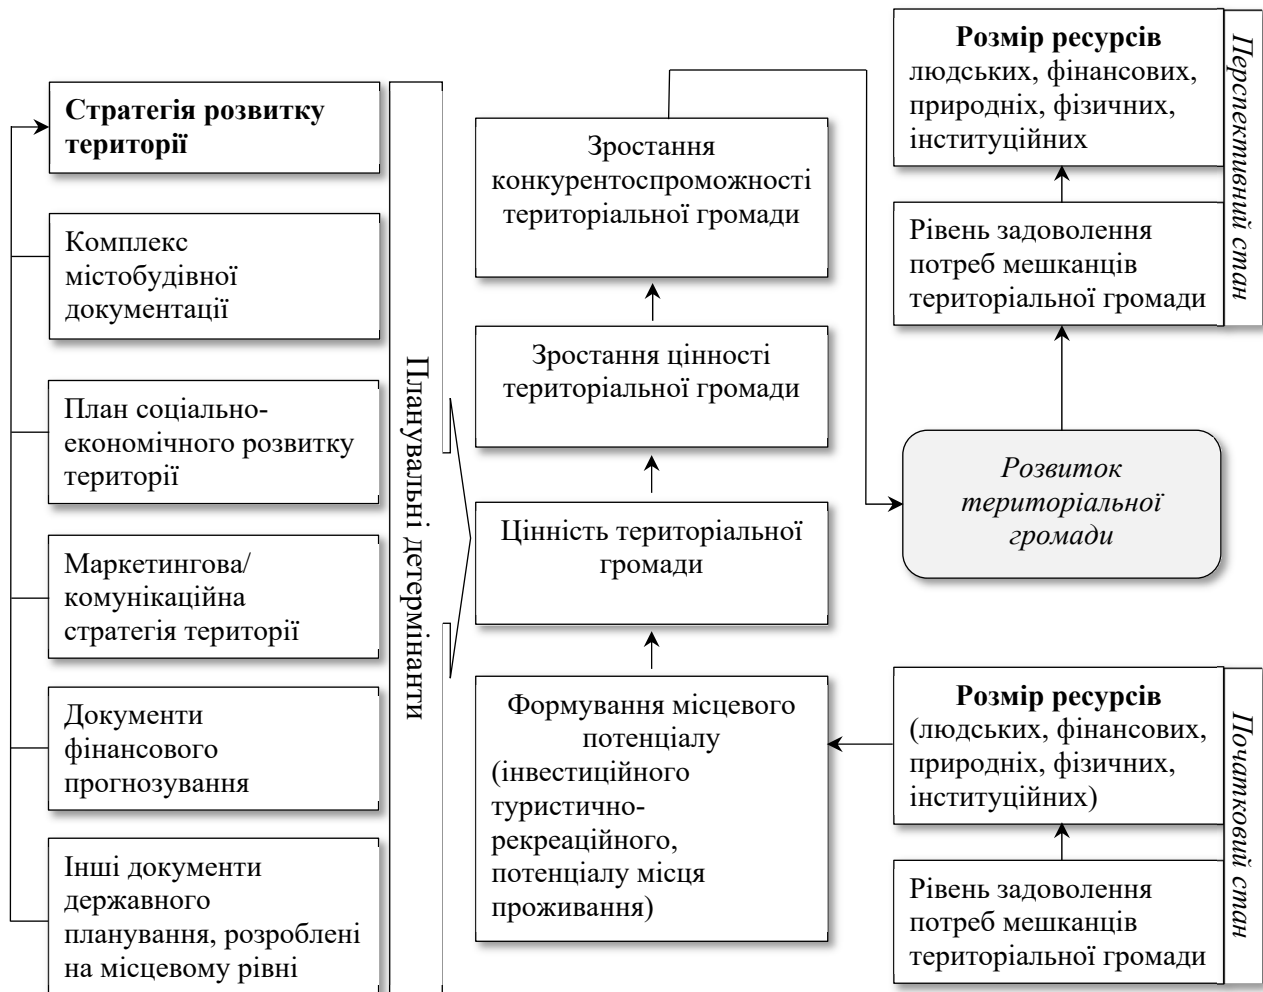 Стратегія розвитку
території
Комплекс
містобудівної
документації
План соціально-
економічного розвитку
території
Маркетингова/
комунікаційна
стратегія території
Документи
фінансового
прогнозування
Інші документи
державного
планування, розроблені
на місцевому рівні
Планувальні детермінанти
Зростання
конкурентоспроможності
територіальної громади
Зростання цінності
територіальної громади
Цінність територіальної
громади
Формування місцевого
потенціалу
(інвестиційного
туристично-
рекреаційного,
потенціалу місця
проживання)
Розмір ресурсів
людських, фінансових,
природніх, фізичних,
інституційних
Рівень задоволення
потреб мешканців
територіальної громади
Перспективний стан
Розвиток
територіальної
громади
Розмір ресурсів
(людських, фінансових,
природніх, фізичних,
інституційних)
Рівень задоволення
потреб мешканців
територіальної громади
Початковий стан